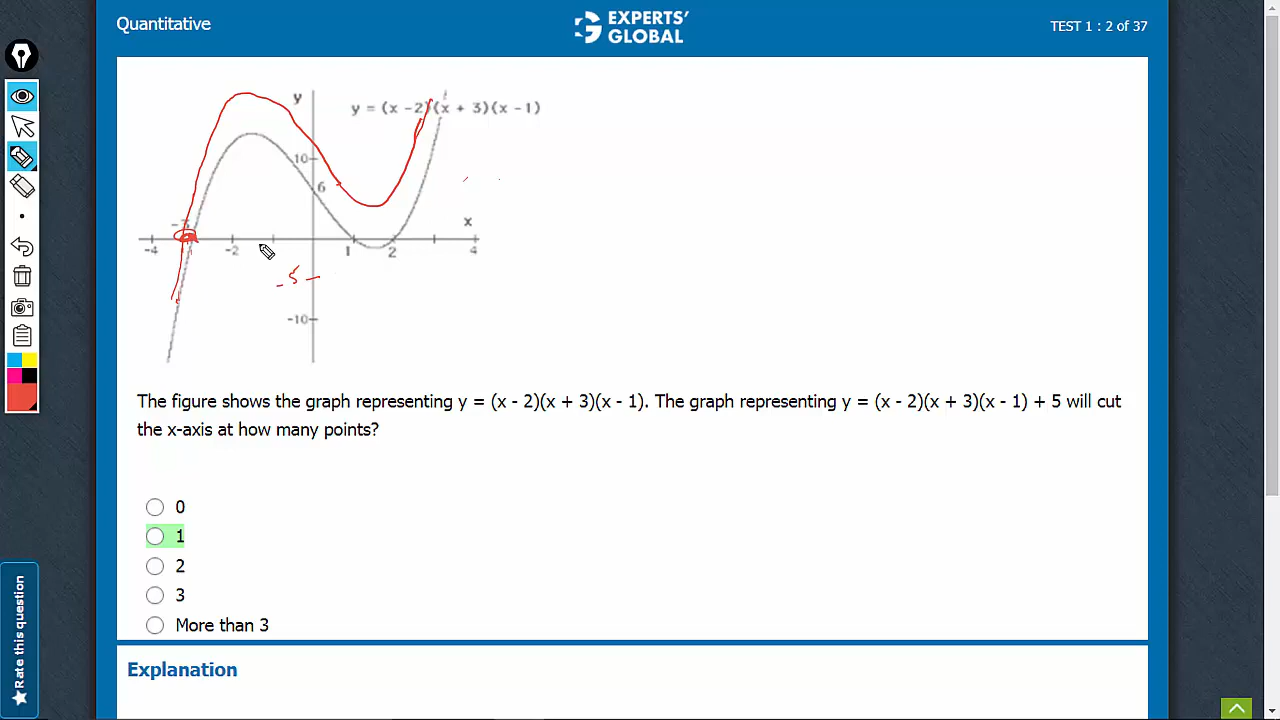 Quantitative
EXPERTS'
GLOBAL
TEST 1 : 2 of 37
y
y = (x -2)(x + 3)(x -1)
10
6
x
-4
-2
1
2
4
- 5 -
-10
The figure shows the graph representing y = (x - 2)(x + 3)(x - 1). The graph representing y = (x - 2)(x + 3)(x - 1) + 5 will cut
the x-axis at how many points?
0
1
2
3
More than 3
Rate this question
Explanation